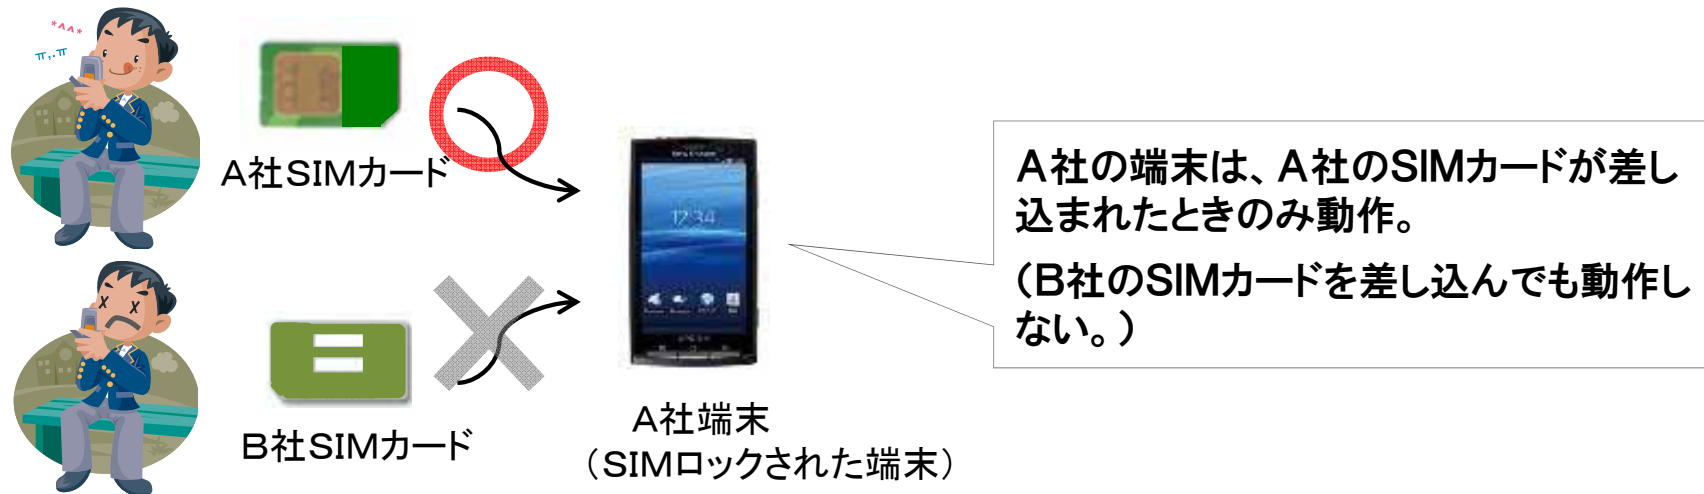 *^^*
π,.π
A社SIMカード
12:34
B社SIMカード
A社端末
（SIMロックされた端末）
A社の端末は、A社のSIMカードが差し
込まれたときのみ動作。
（B社のSIMカードを差し込んでも動作し
ない。）